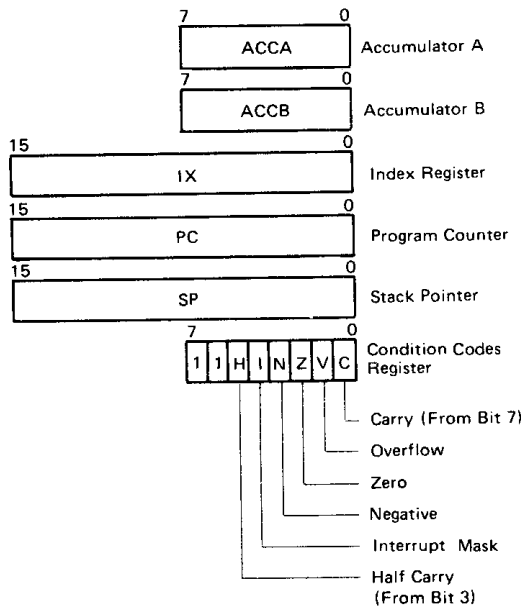 7 0
ACCA Accumulator A
7 0
ACCB Accumulator B
15 0
IX Index Register
15 0
PC Program Counter
15 0
SP Stack Pointer
7 0
1 1 H I N Z V C Condition Codes
Register
Carry (From Bit 7)
Overflow
Zero
Negative
Interrupt Mask
Half Carry
(From Bit 3)